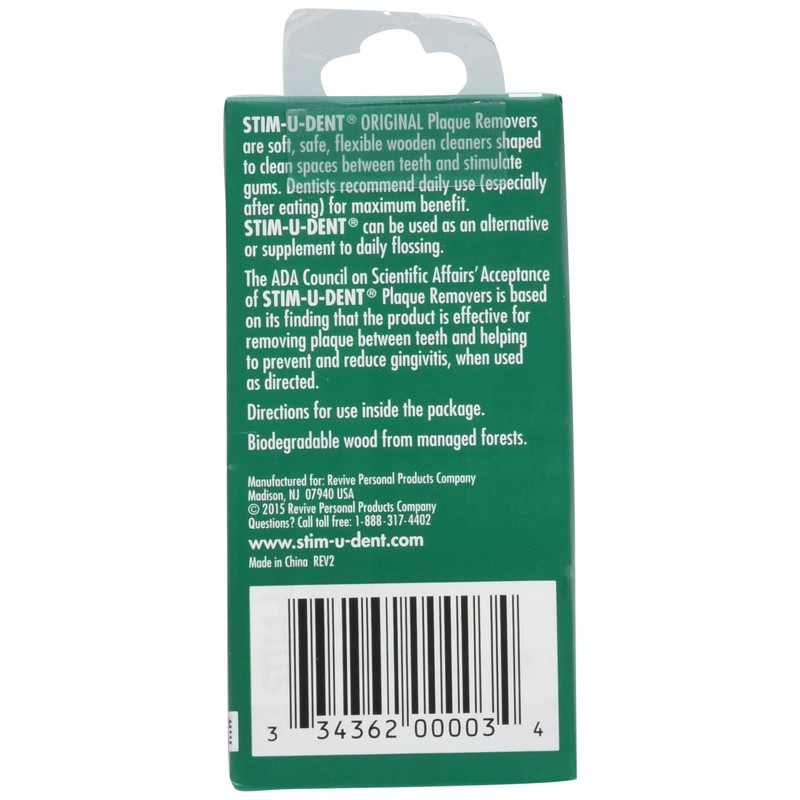 STIM-U-DENT® ORIGINAL Plaque Removers
are soft, safe, flexible wooden cleaners shaped
to clean spaces between teeth and stimulate
gums. Dentists recommend daily use (especially
after eating) for maximum benefit.
STIM-U-DENT® can be used as an alternative
or supplement to daily flossing.
The ADA Council on Scientific Affairs' Acceptance
of STIM-U-DENT® Plaque Removers is based
on its finding that the product is effective for
removing plaque between teeth and helping
to prevent and reduce gingivitis, when used
as directed.
Directions for use inside the package.
Biodegradable wood from managed forests.
Manufactured for: Revive Personal Products Company
Madison, NJ 07940 USA
© 2015 Revive Personal Products Company
Questions? Call toll free: 1-888-317-4402
www.stim-u-dent.com
Made in China REV2
3 34362 00003 4